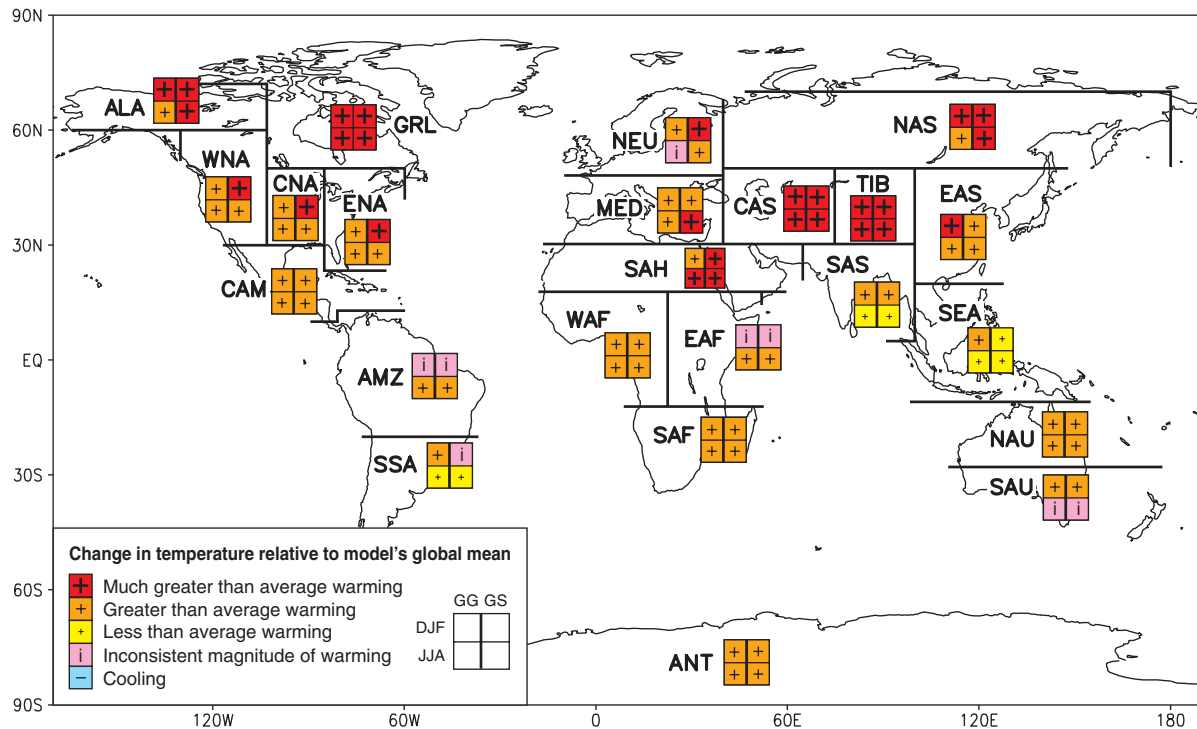 90N
60N
30N
EQ
30S
60S
90S
ALA
GRL
WNA
CNA
ENA
CAM
AMZ
SSA
NEU
NAS
MED
CAS
TIB
EAS
SAH
SAS
SEA
WAF
EAF
SAF
NAU
SAU
ANT
i
i i
i i
i
i i
Change in temperature relative to model's global mean
+ Much greater than average warming
+ Greater than average warming
+ Less than average warming
i Inconsistent magnitude of warming
− Cooling
GG GS
DJF
JJA
120W 60W 0 60E 120E 180